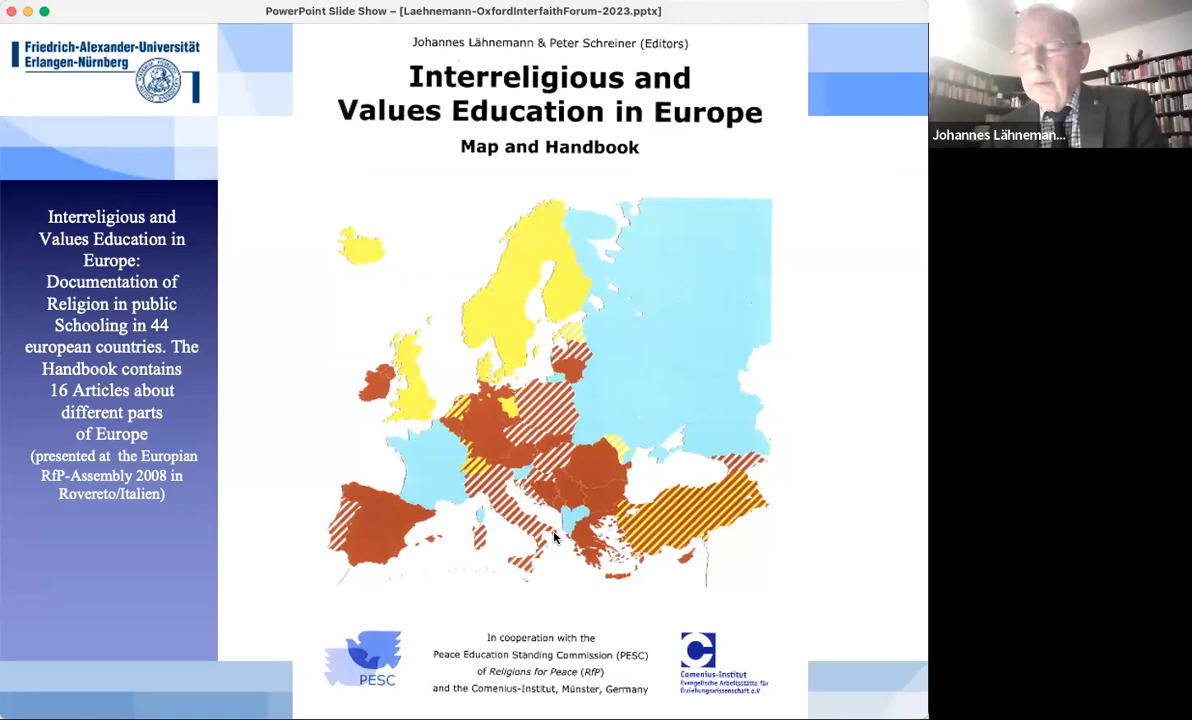 PowerPoint Slide Show – [Laehnemann-OxfordInterfaithForum-2023.pptx]
Friedrich-Alexander-Universität
Erlangen-Nürnberg
Johannes Lähnemann & Peter Schreiner (Editors)
Interreligious and
Values Education in Europe
Map and Handbook
Johannes Lähneman...
Interreligious and
Values Education in
Europe:
Documentation of
Religion in public
Schooling in 44
european countries. The
Handbook contains
16 Articles about
different parts
of Europe
(presented at the Europian
RfP-Assembly 2008 in
Rovereto/Italien)
In cooperation with the
Peace Education Standing Commission (PESC)
of Religions for Peace (RfP)
and the Comenius-Institut, Münster, Germany
PESC
C
Comenius-Institut
Evangelische Arbeitsstätte für
Erziehungswissenschaft e.V